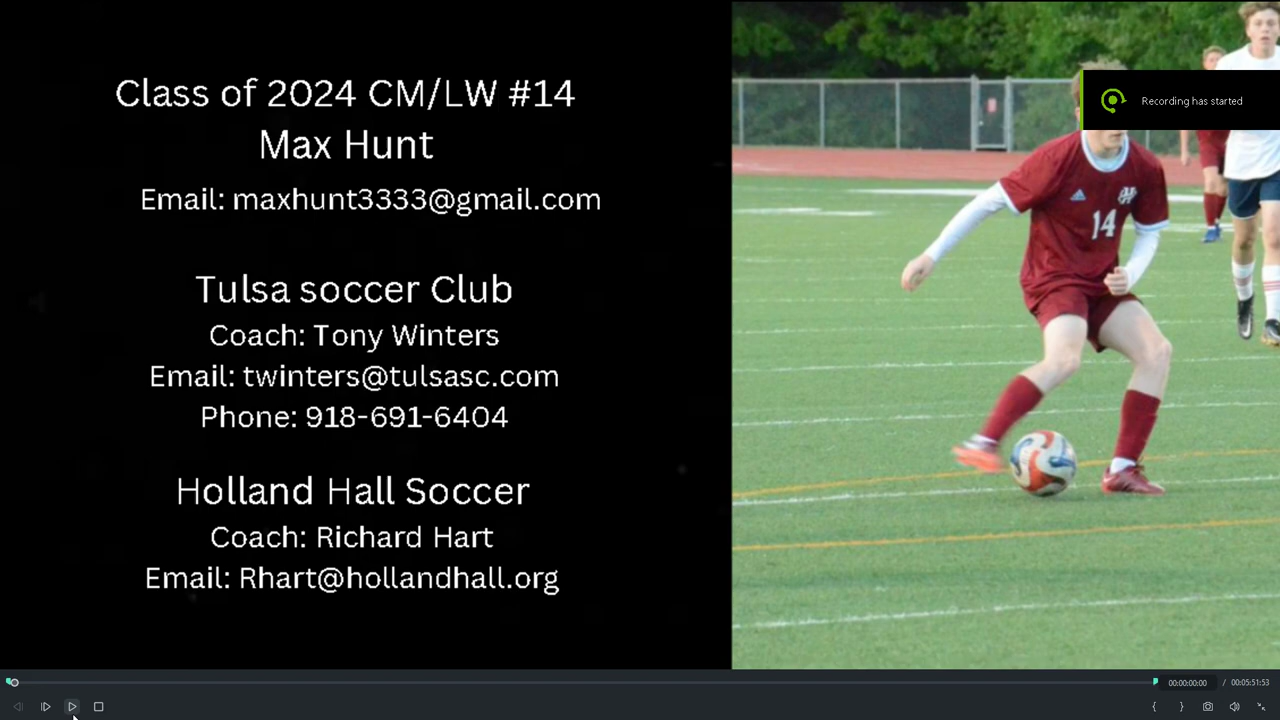 Class of 2024 CM/LW #14
Max Hunt
Email: maxhunt3333@gmail.com
Tulsa soccer Club
Coach: Tony Winters
Email: twinters@tulsasc.com
Phone: 918-691-6404
Holland Hall Soccer
Coach: Richard Hart
Email: Rhart@hollandhall.org
Recording has started
14
00:00:00:00 / 00:05:51:53